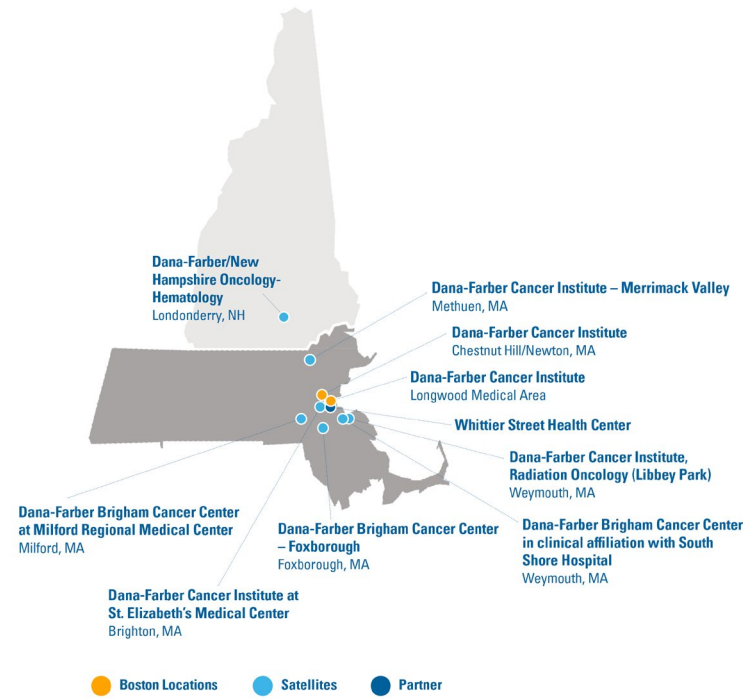 Dana-Farber/New
Hampshire Oncology-
Hematology
Londonderry, NH
Dana-Farber Cancer Institute – Merrimack Valley
Methuen, MA
Dana-Farber Cancer Institute
Chestnut Hill/Newton, MA
Dana-Farber Cancer Institute
Longwood Medical Area
Whittier Street Health Center
Dana-Farber Cancer Institute,
Radiation Oncology (Libbey Park)
Weymouth, MA
Dana-Farber Brigham Cancer Center
in clinical affiliation with South
Shore Hospital
Weymouth, MA
Dana-Farber Brigham Cancer Center
at Milford Regional Medical Center
Milford, MA
Dana-Farber Brigham Cancer Center
– Foxborough
Foxborough, MA
Dana-Farber Cancer Institute at
St. Elizabeth's Medical Center
Brighton, MA
Boston Locations
Satellites
Partner